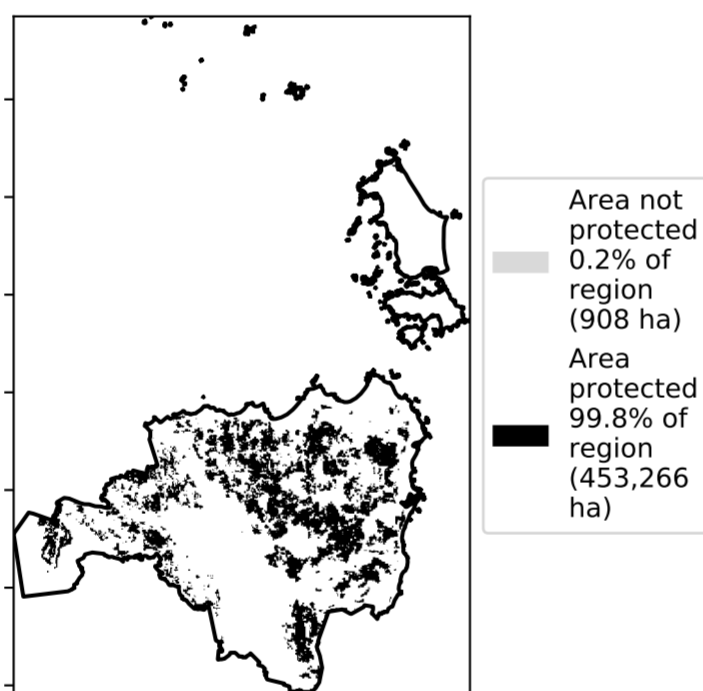 Area not
protected
0.2% of
region
(908 ha)
Area
protected
99.8% of
region
(453,266
ha)